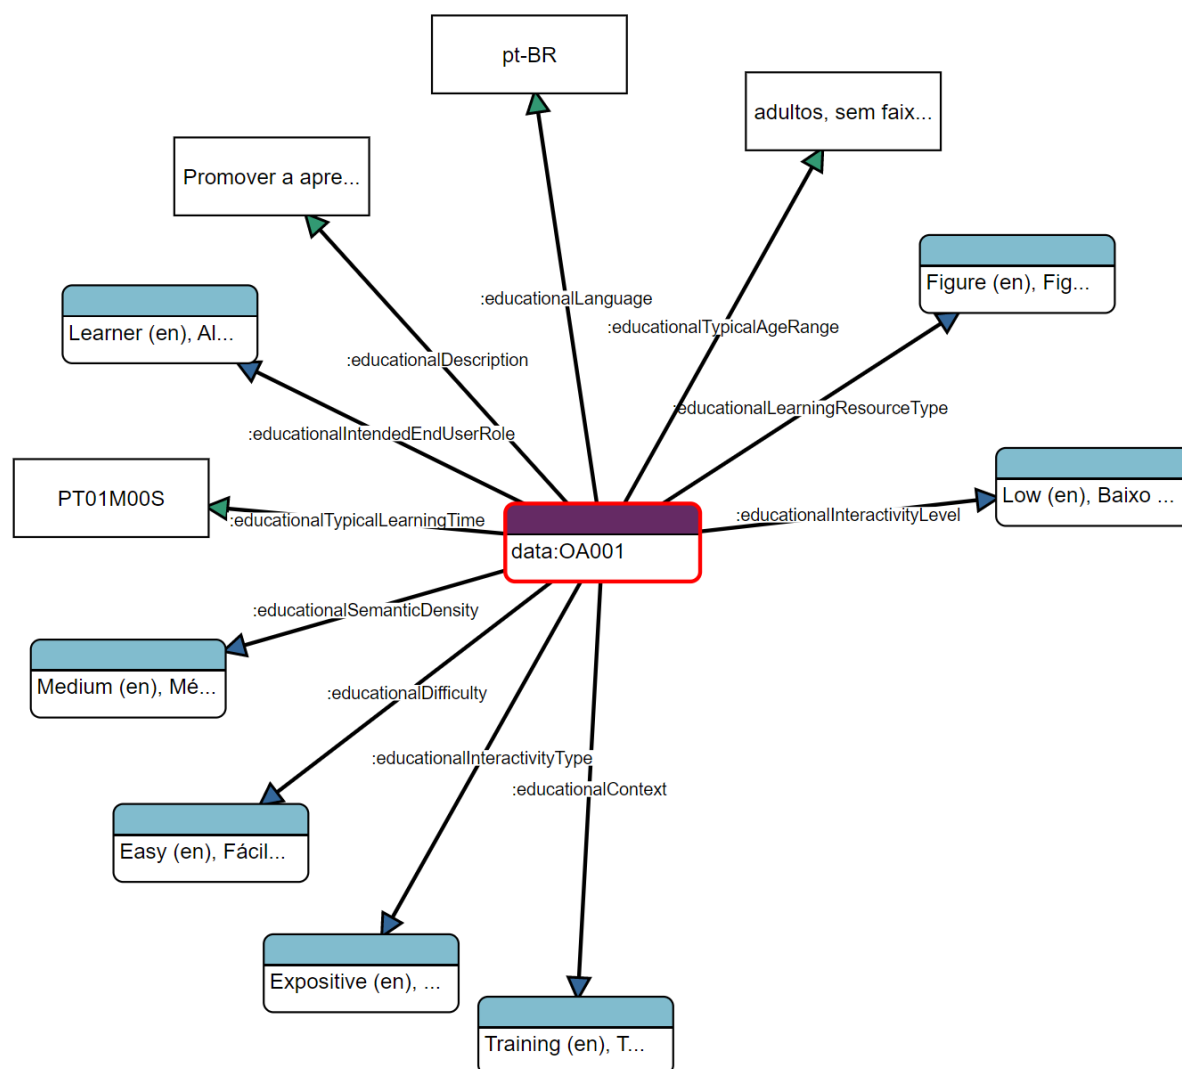 pt-BR
adultos, sem faix...
Promover a apre...
Figure (en), Fig...
:educationalLanguage
Learner (en), Al...
:educationalTypicalAgeRange
:educationalDescription
:educationalLearningResourceType
:educationalIntendedEndUserRole
PT01M00S
Low (en), Baixo ...
:educationalTypicalLearningTime
:educationalInteractivityLevel
data:OA001
:educationalSemanticDensity
Medium (en), Mé...
:educationalDifficulty
:educationalInteractivityType
:educationalContext
Easy (en), Fácil...
Expositive (en), ...
Training (en), T...